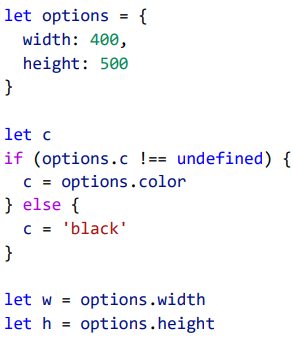 let options = {
  width: 400,
  height: 500
}

let c
if (options.c !== undefined) {
  c = options.color
} else {
  c = 'black'
}

let w = options.width
let h = options.height